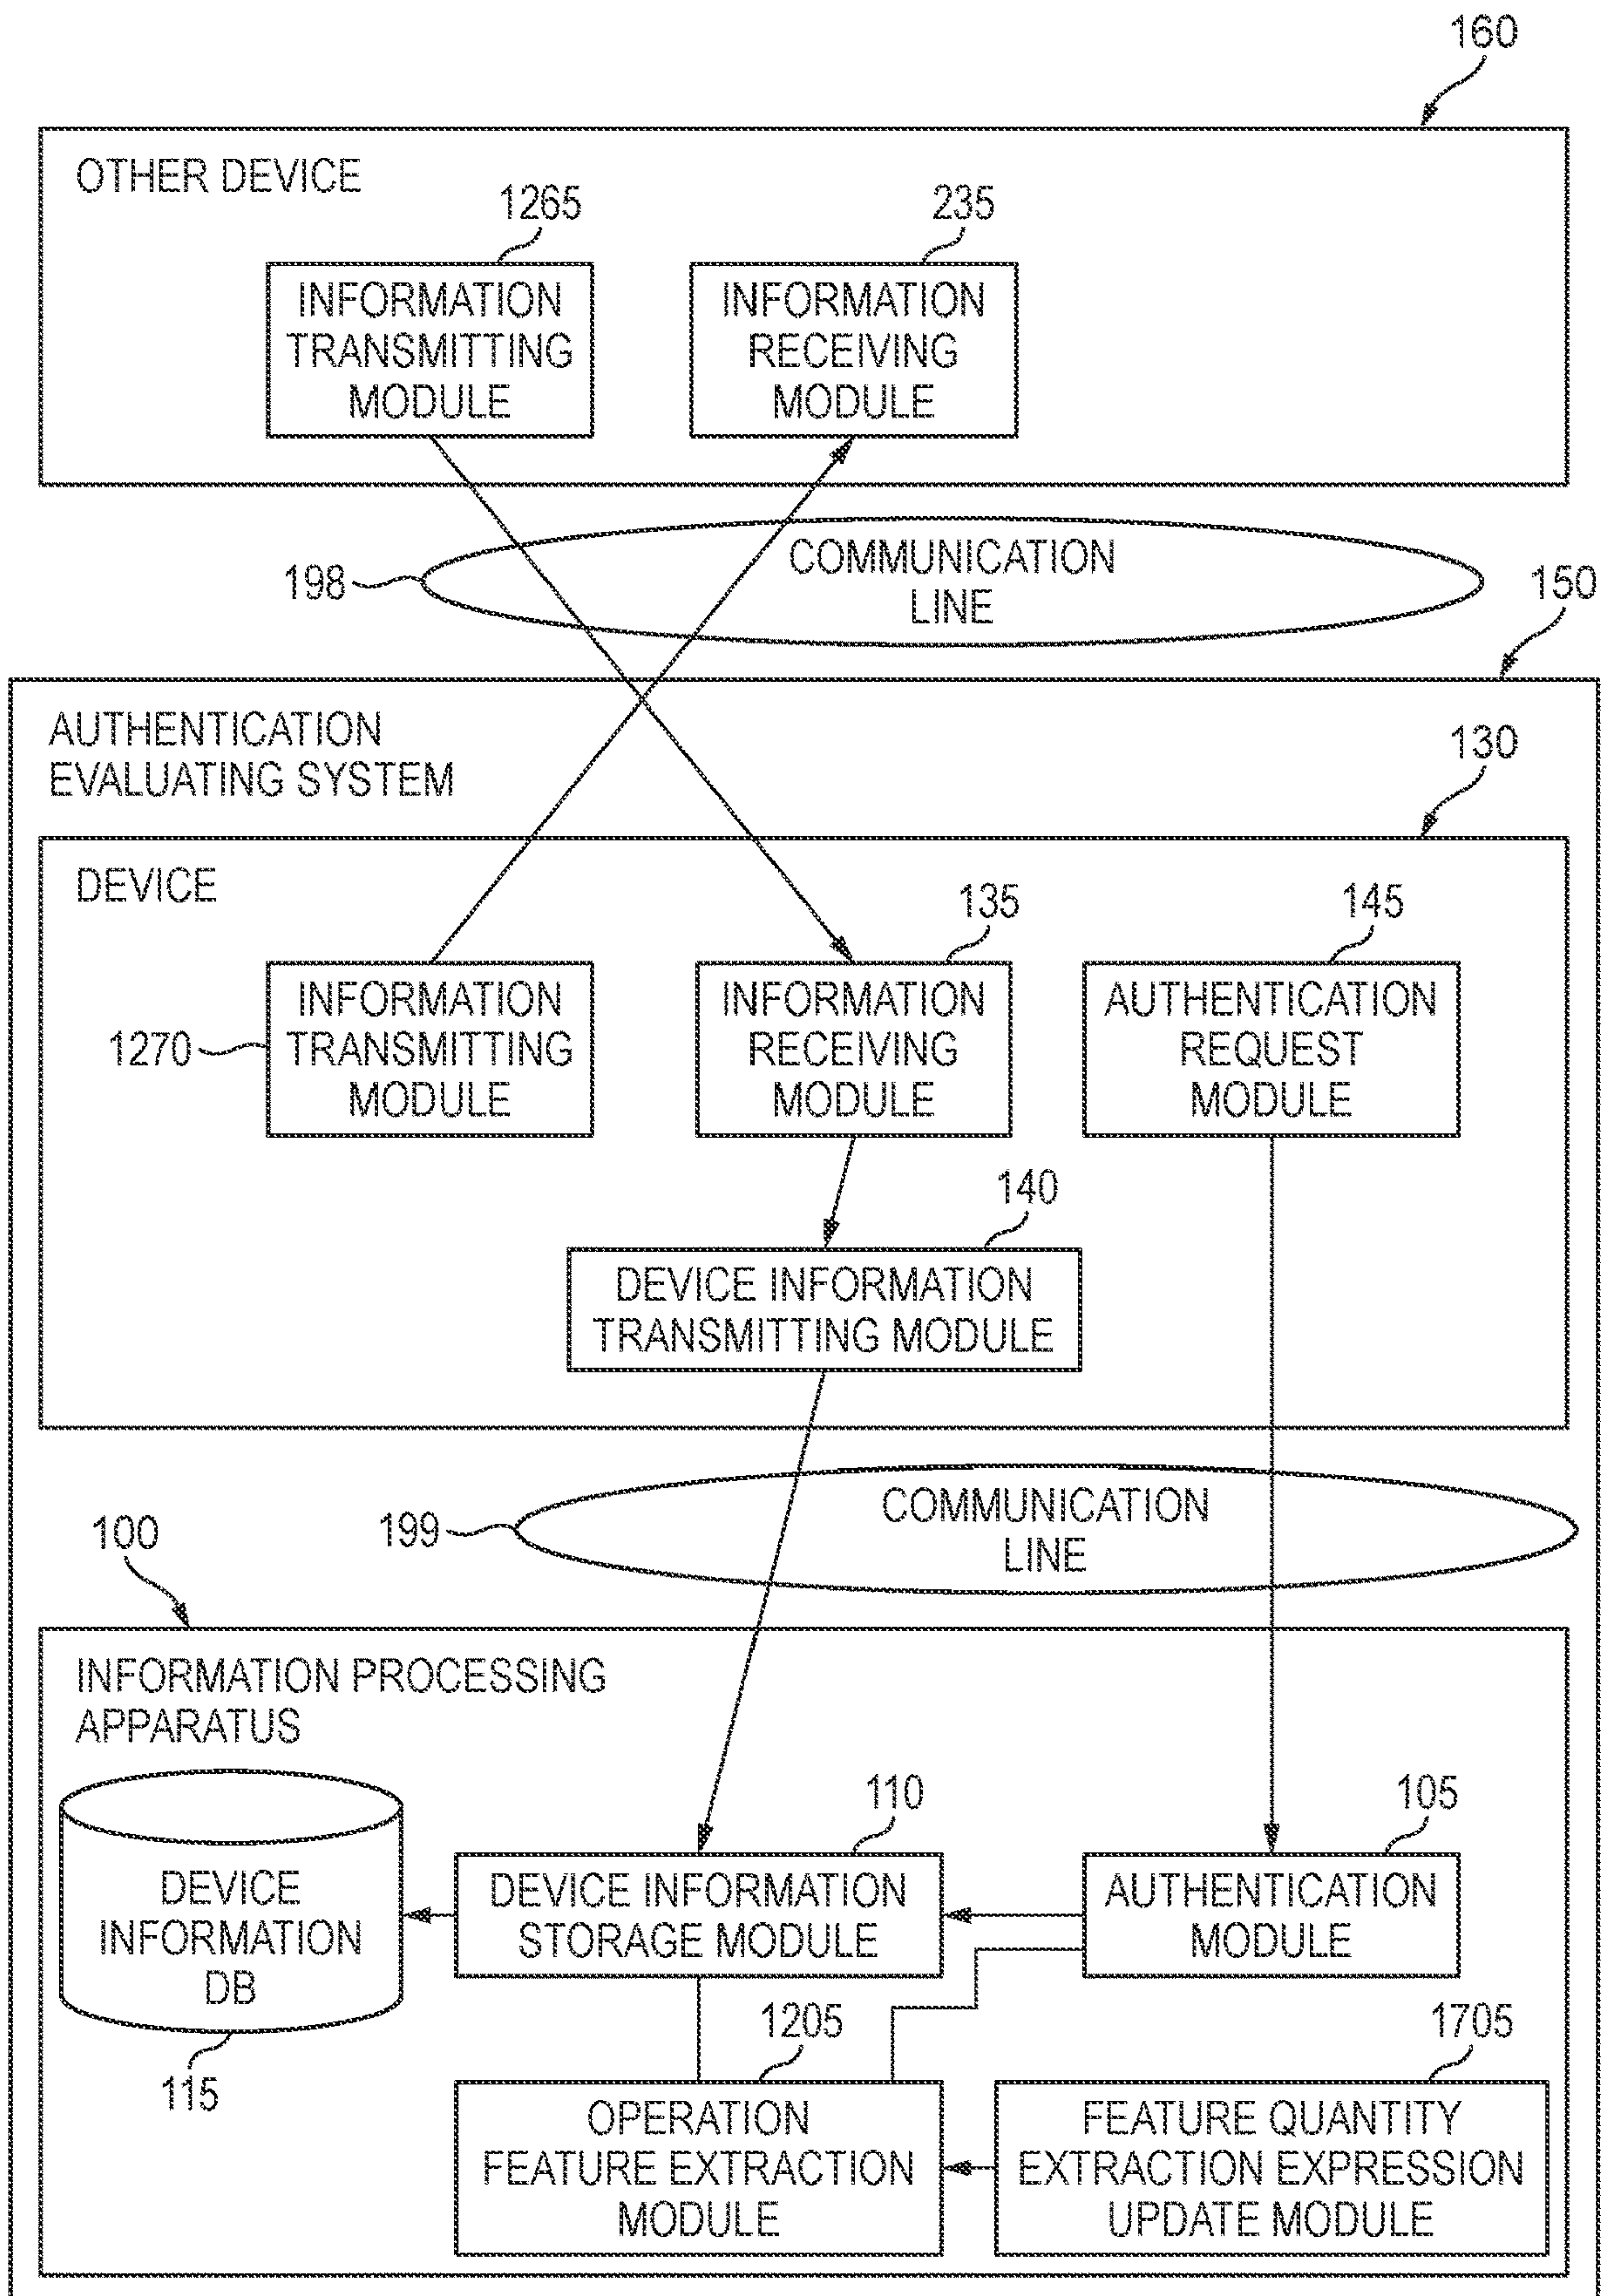 160
OTHER DEVICE
1265
235
INFORMATION
TRANSMITTING
MODULE
INFORMATION
RECEIVING
MODULE
198
COMMUNICATION
LINE
150
AUTHENTICATION
EVALUATING SYSTEM
130
DEVICE
135
145
1270
INFORMATION
TRANSMITTING
MODULE
INFORMATION
RECEIVING
MODULE
AUTHENTICATION
REQUEST
MODULE
140
DEVICE INFORMATION
TRANSMITTING MODULE
199
COMMUNICATION
LINE
100
INFORMATION PROCESSING
APPARATUS
110
105
DEVICE
INFORMATION
DB
DEVICE INFORMATION
STORAGE MODULE
AUTHENTICATION
MODULE
115
1205
1705
OPERATION
FEATURE EXTRACTION
MODULE
FEATURE QUANTITY
EXTRACTION EXPRESSION
UPDATE MODULE